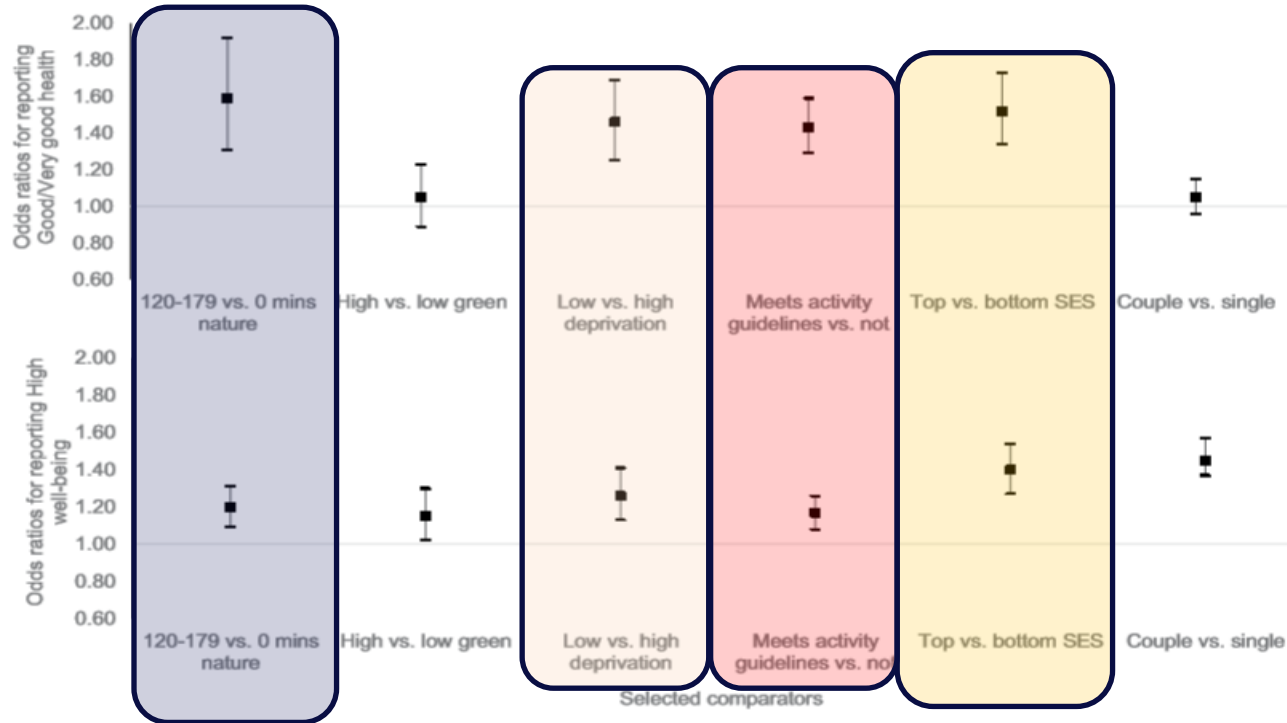 Odds ratios for reporting
Good/Very good health
2.00
1.80
1.60
1.40
1.20
1.00
0.80
0.60
120-179 vs. 0 mins
nature
High vs. low green
Low vs. high
deprivation
Meets activity
guidelines vs. not
Top vs. bottom SES
Couple vs. single
Odds ratios for reporting High
well-being
2.00
1.80
1.60
1.40
1.20
1.00
0.80
0.60
120-179 vs. 0 mins
nature
High vs. low green
Low vs. high
deprivation
Meets activity
guidelines vs. not
Top vs. bottom SES
Couple vs. single
Selected comparators